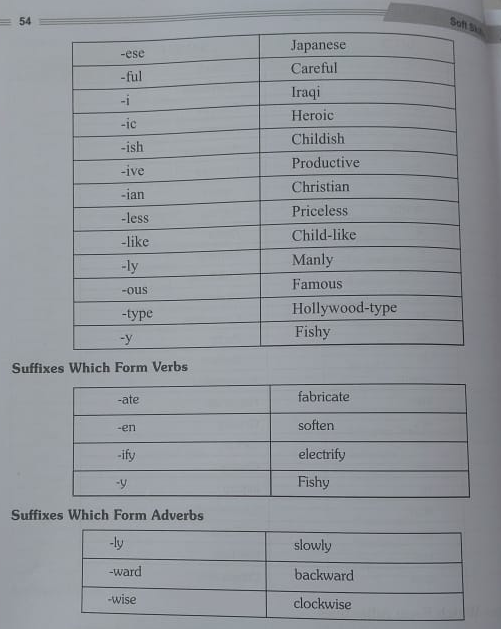 54
Soft
-ese Japanese
-ful Careful
-i Iraqi
-ic Heroic
-ish Childish
-ive Productive
-ian Christian
-less Priceless
-like Child-like
-ly Manly
-ous Famous
-type Hollywood-type
-y Fishy
Suffixes Which Form Verbs
-ate fabricate
-en soften
-ify electrify
-y Fishy
Suffixes Which Form Adverbs
-ly slowly
-ward backward
-wise clockwise